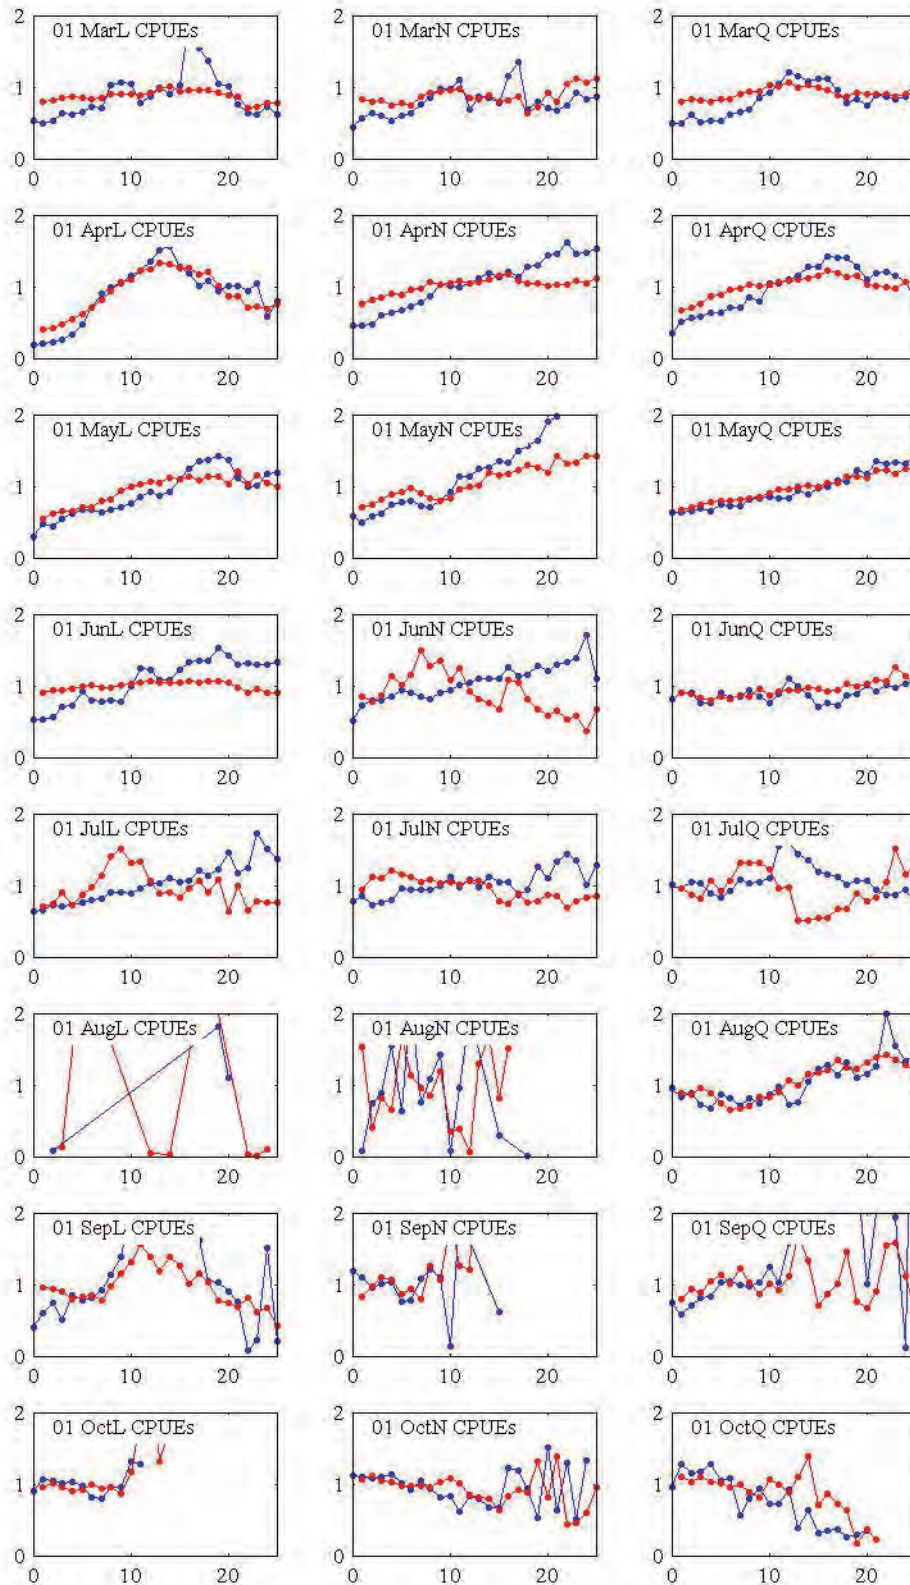 2 01 MarL CPUEs 2 01 MarN CPUEs 2 01 MarQ CPUEs
1 1 1
0 0 0
0 10 20 0 10 20 0 10 20
2 01 AprL CPUEs 2 01 AprN CPUEs 2 01 AprQ CPUEs
1 1 1
0 0 0
0 10 20 0 10 20 0 10 20
2 01 MayL CPUEs 2 01 MayN CPUEs 2 01 MayQ CPUEs
1 1 1
0 0 0
0 10 20 0 10 20 0 10 20
2 01 JunL CPUEs 2 01 JunN CPUEs 2 01 JunQ CPUEs
1 1 1
0 0 0
0 10 20 0 10 20 0 10 20
2 01 JulL CPUEs 2 01 JulN CPUEs 2 01 JulQ CPUEs
1 1 1
0 0 0
0 10 20 0 10 20 0 10 20
2 01 AugL CPUEs 2 01 AugN CPUEs 2 01 AugQ CPUEs
1 1 1
0 0 0
0 10 20 0 10 20 0 10 20
2 01 SepL CPUEs 2 01 SepN CPUEs 2 01 SepQ CPUEs
1 1 1
0 0 0
0 10 20 0 10 20 0 10 20
2 01 OctL CPUEs 2 01 OctN CPUEs 2 01 OctQ CPUEs
1 1 1
0 0 0
0 10 20 0 10 20 0 10 20